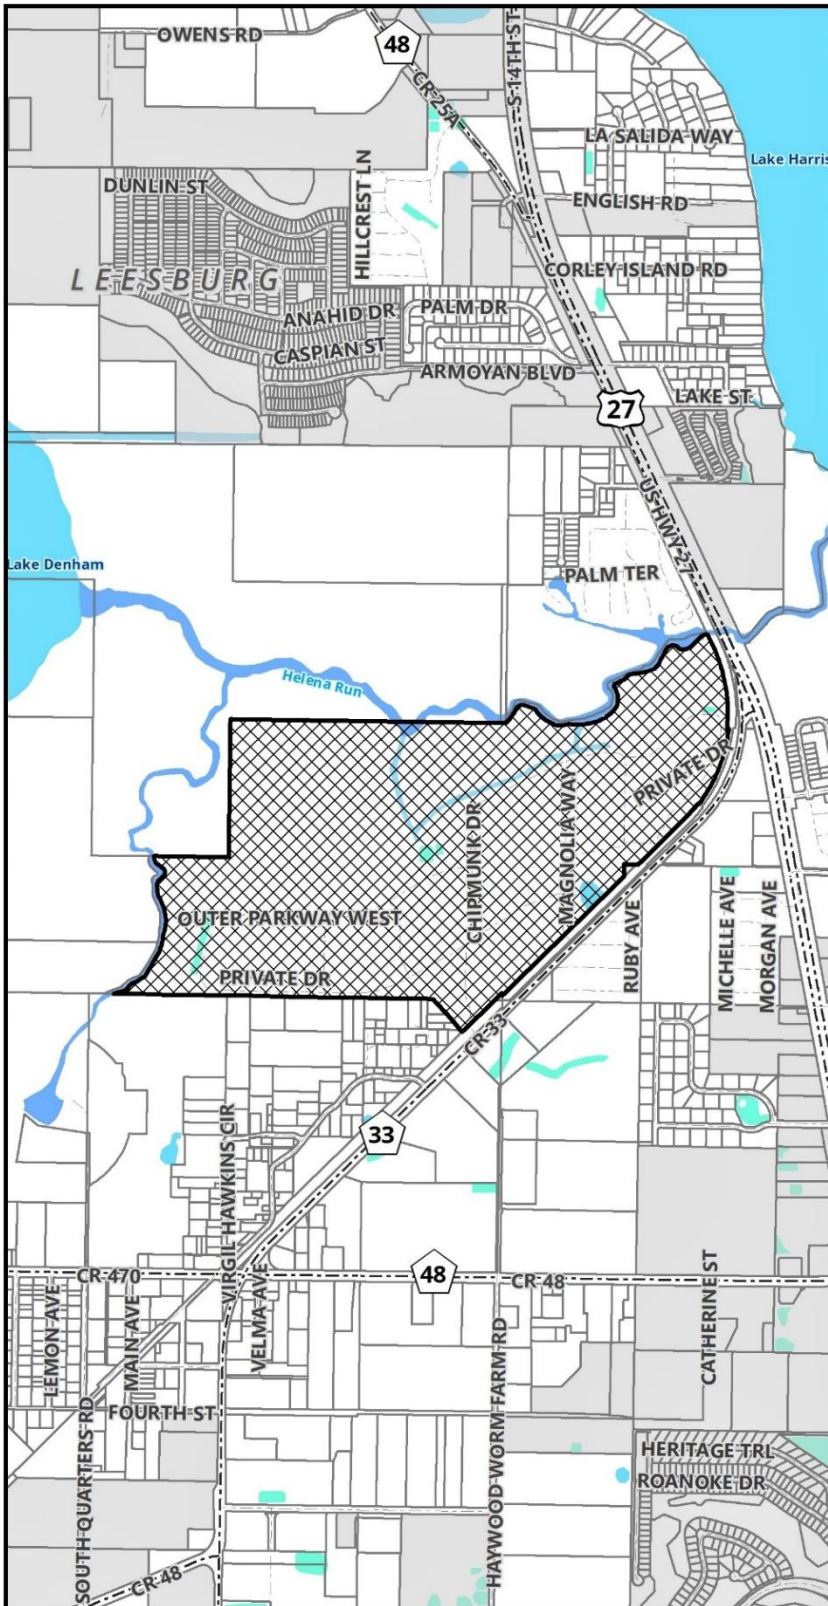 OWENS RD
48
CR 25A
S 14TH ST
LA SALIDA WAY
Lake Harris
DUNLIN ST
HILLCREST LN
ENGLISH RD
LEESBURG
CORLEY ISLAND RD
ANAHID DR
PALM DR
CASPIAN ST
ARMOYAN BLVD
LAKE ST
27
US HWY 27
Lake Denham
PALM TER
Helena Run
PRIVATE DR
CHIPMUNK DR
MAGNOLIA WAY
OUTER PARKWAY WEST
RUBY AVE
MICHELLE AVE
MORGAN AVE
PRIVATE DR
CR 33
33
VIRGIL HAWKINS CIR
CR 470
48
CR 48
LEMON AVE
MAIN AVE
VELMA AVE
CATHERINE ST
HAYWOOD WORM FARM RD
FOURTH ST
SOUTH QUARTERS RD
HERITAGE TRL
ROANOKE DR
CR 48